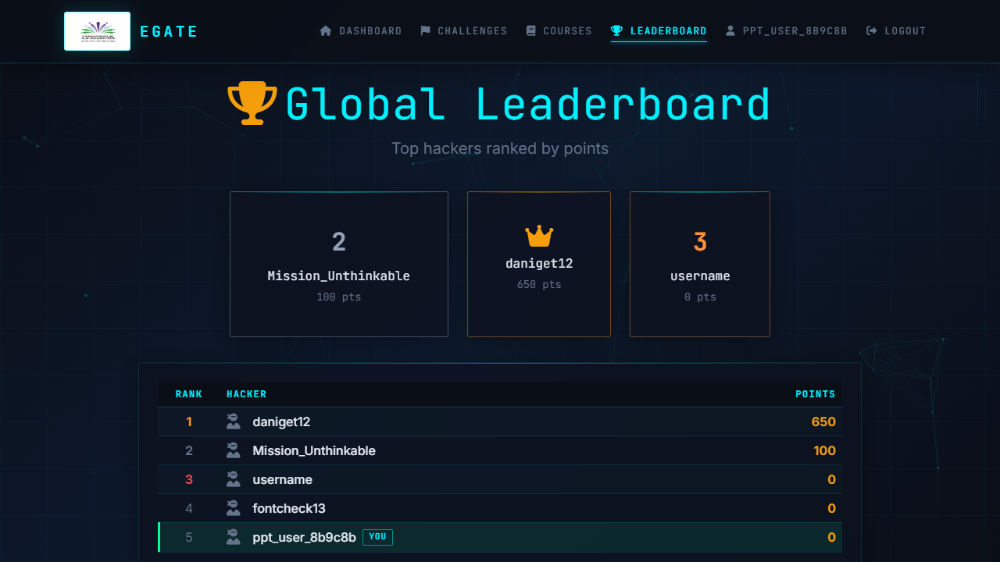 EGATE
DASHBOARD
CHALLENGES
COURSES
LEADERBOARD
PPT_USER_8B9C8B
LOGOUT
Global Leaderboard
Top hackers ranked by points
2
Mission_Unthinkable
100 pts
daniget12
650 pts
3
username
0 pts
RANK HACKER POINTS
1 daniget12 650
2 Mission_Unthinkable 100
3 username 0
4 fontcheck13 0
5 ppt_user_8b9c8b YOU 0